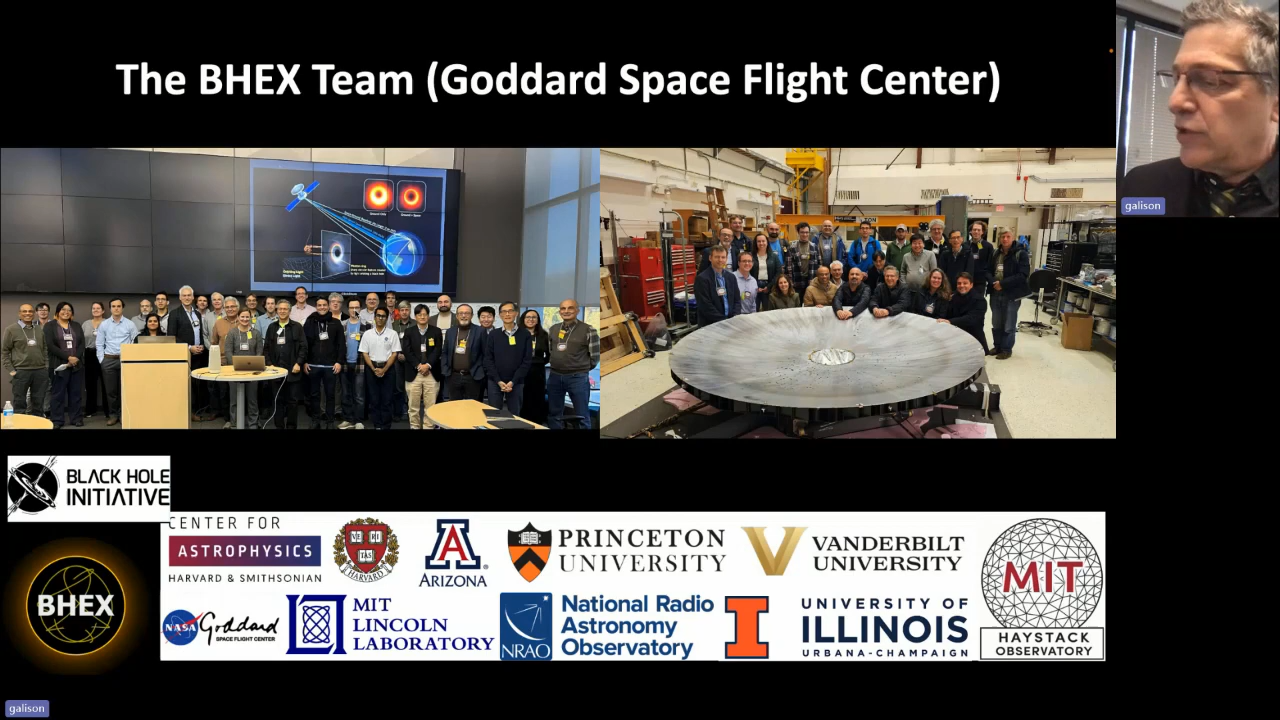 The BHEX Team (Goddard Space Flight Center)
galison
BLACK HOLE
INITIATIVE
CENTER FOR
ASTROPHYSICS
HARVARD & SMITHSONIAN
VE RI
TAS
HARVARD
ARIZONA
PRINCETON
UNIVERSITY
VANDERBILT
UNIVERSITY
MIT
HAYSTACK
OBSERVATORY
BHEX
NASA Goddard
SPACE FLIGHT CENTER
MIT
LINCOLN
LABORATORY
NRAO
National Radio
Astronomy
Observatory
I
UNIVERSITY OF
ILLINOIS
URBANA-CHAMPAIGN
galison